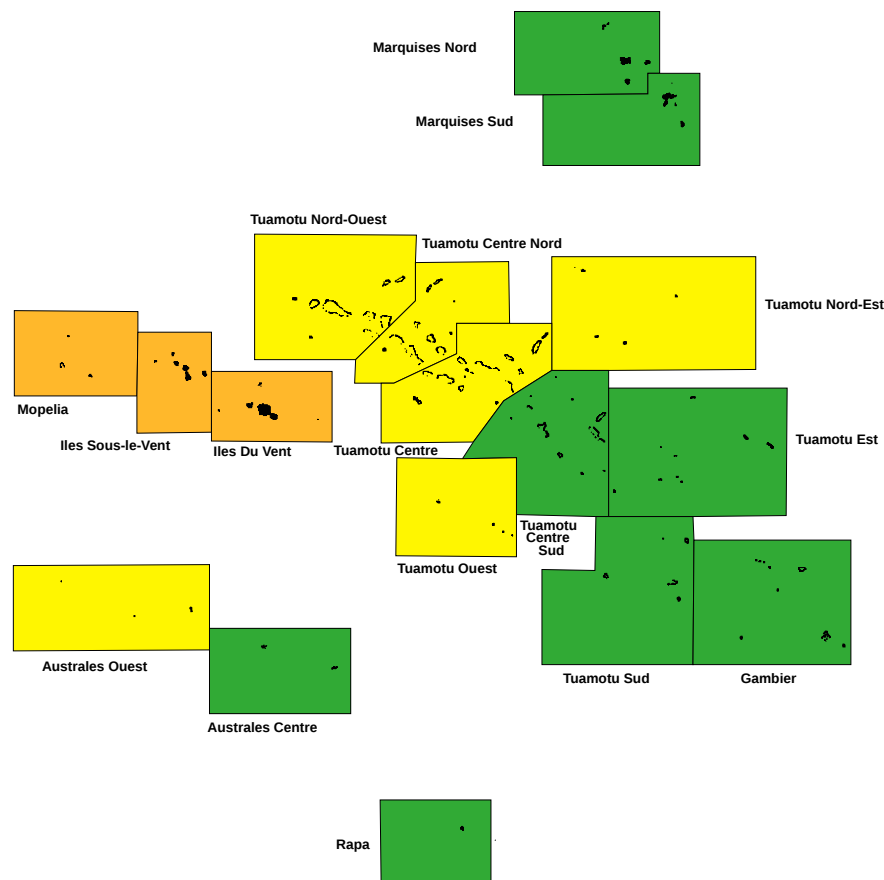 Marquises Nord
Marquises Sud
Tuamotu Nord-Ouest
Tuamotu Centre Nord
Tuamotu Nord-Est
Mopelia
Iles Sous-le-Vent
Iles Du Vent
Tuamotu Centre
Tuamotu Est
Tuamotu
Centre
Sud
Tuamotu Ouest
Australes Ouest
Tuamotu Sud
Gambier
Australes Centre
Rapa